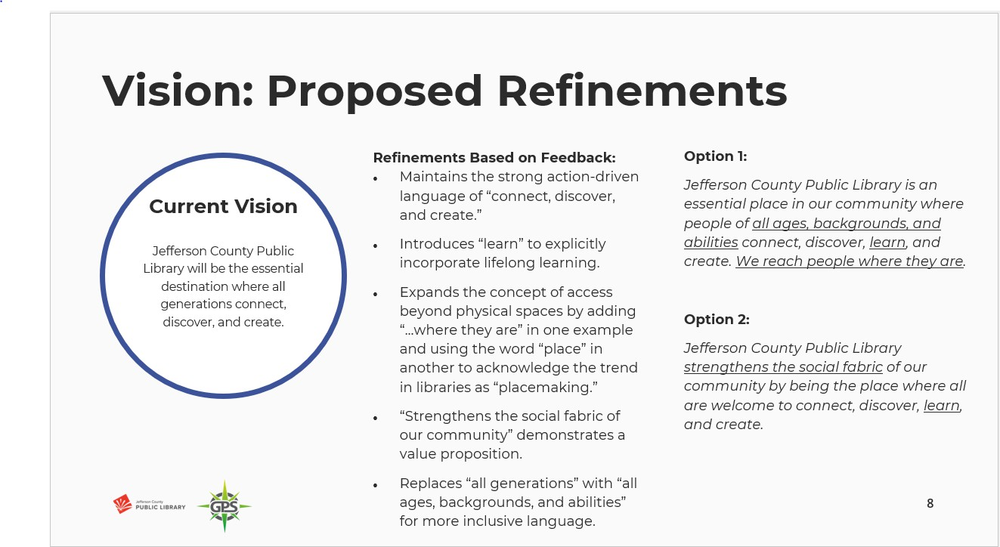 Vision: Proposed Refinements
Current Vision
Jefferson County Public
Library will be the essential
destination where all
generations connect,
discover, and create.
Refinements Based on Feedback:
• Maintains the strong action-driven
language of “connect, discover,
and create.”
• Introduces “learn” to explicitly
incorporate lifelong learning.
• Expands the concept of access
beyond physical spaces by adding
“...where they are” in one example
and using the word “place” in
another to acknowledge the trend
in libraries as “placemaking.”
• “Strengthens the social fabric of
our community” demonstrates a
value proposition.
• Replaces “all generations” with “all
ages, backgrounds, and abilities”
for more inclusive language.
Option 1:
Jefferson County Public Library is an
essential place in our community where
people of all ages, backgrounds, and
abilities connect, discover, learn, and
create. We reach people where they are.
Option 2:
Jefferson County Public Library
strengthens the social fabric of our
community by being the place where all
are welcome to connect, discover, learn,
and create.
Jefferson County
PUBLIC LIBRARY
GPS
8